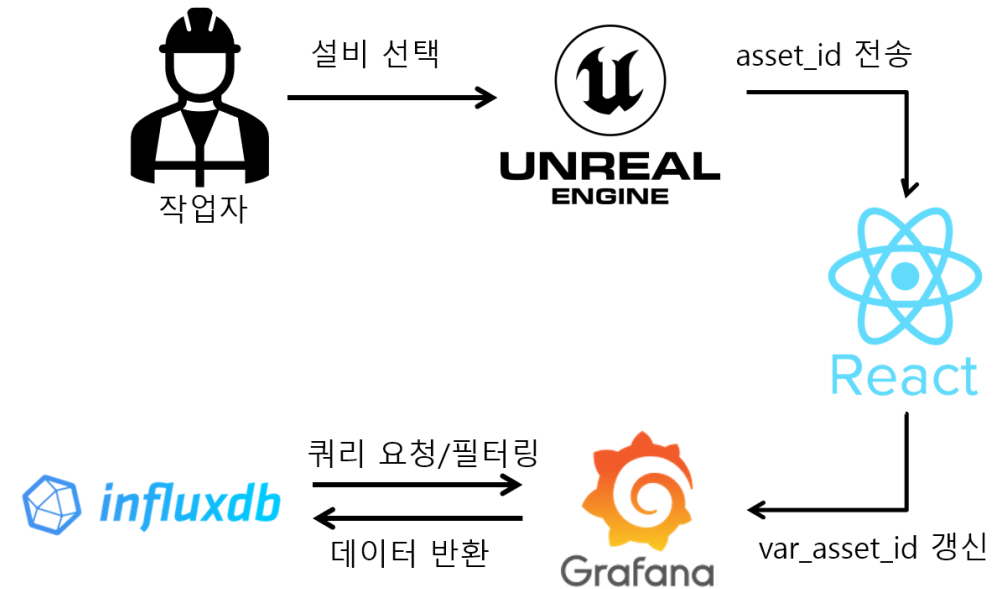 설비 선택
asset_id 전송
UNREAL
ENGINE
작업자
React
쿼리 요청/필터링
influxdb
데이터 반환
var_asset_id 갱신
Grafana